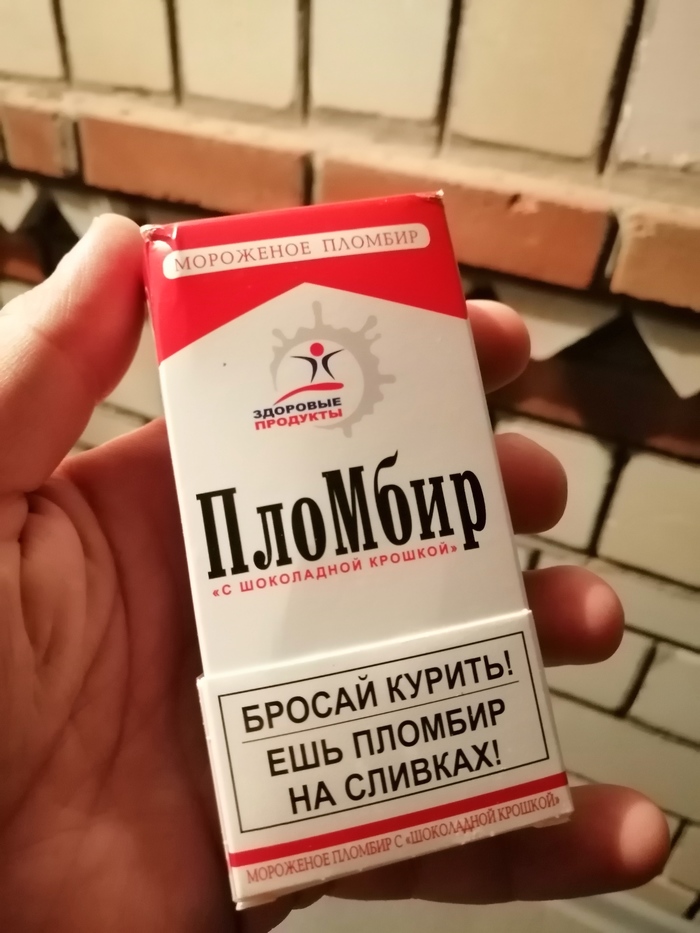 МОРОЖЕНОЕ ПЛОМБИР
ЗДОРОВЫЕ
ПРОДУКТЫ
ПлоМбир
«С ШОКОЛАДНОЙ КРОШКОЙ»
БРОСАЙ КУРИТЬ!
ЕШЬ ПЛОМБИР
НА СЛИВКАХ!
МОРОЖЕНОЕ ПЛОМБИР С «ШОКОЛАДНОЙ КРОШКОЙ»